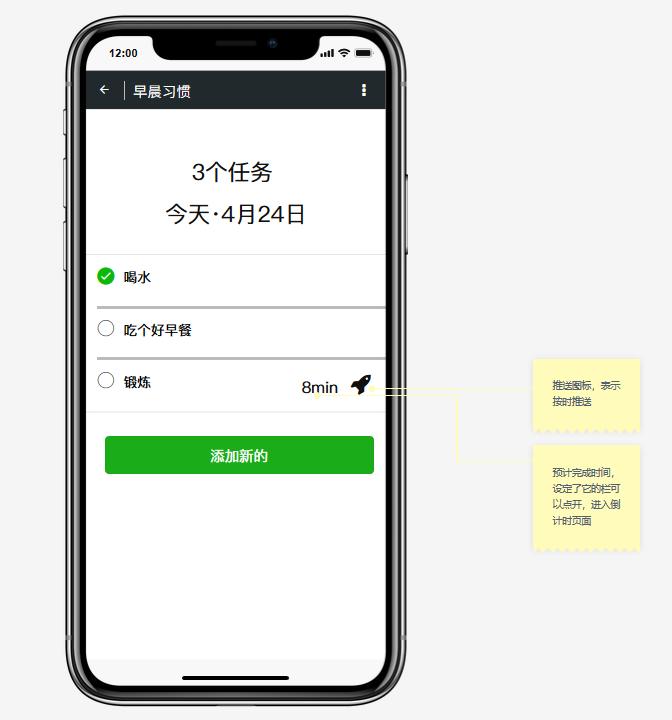 12:00
早晨习惯
3个任务
今天·4月24日
喝水
吃个好早餐
锻炼
8min
添加新的
推送图标，表示
按时推送
预计完成时间，
设定了它的栏可
以点开，进入倒
计时页面